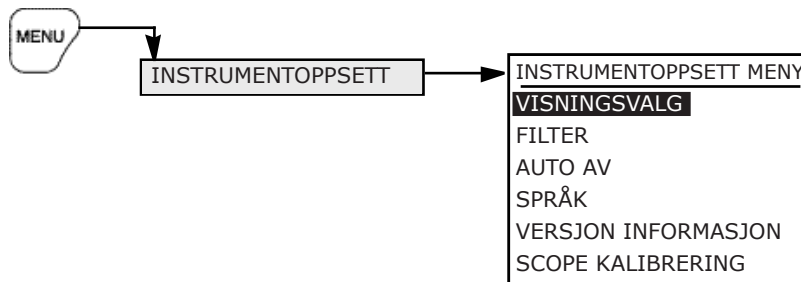 MENU
INSTRUMENTOPPSETT
INSTRUMENTOPPSETT MENY
VISNINGSVALG
FILTER
AUTO AV
SPRÅK
VERSJON INFORMASJON
SCOPE KALIBRERING